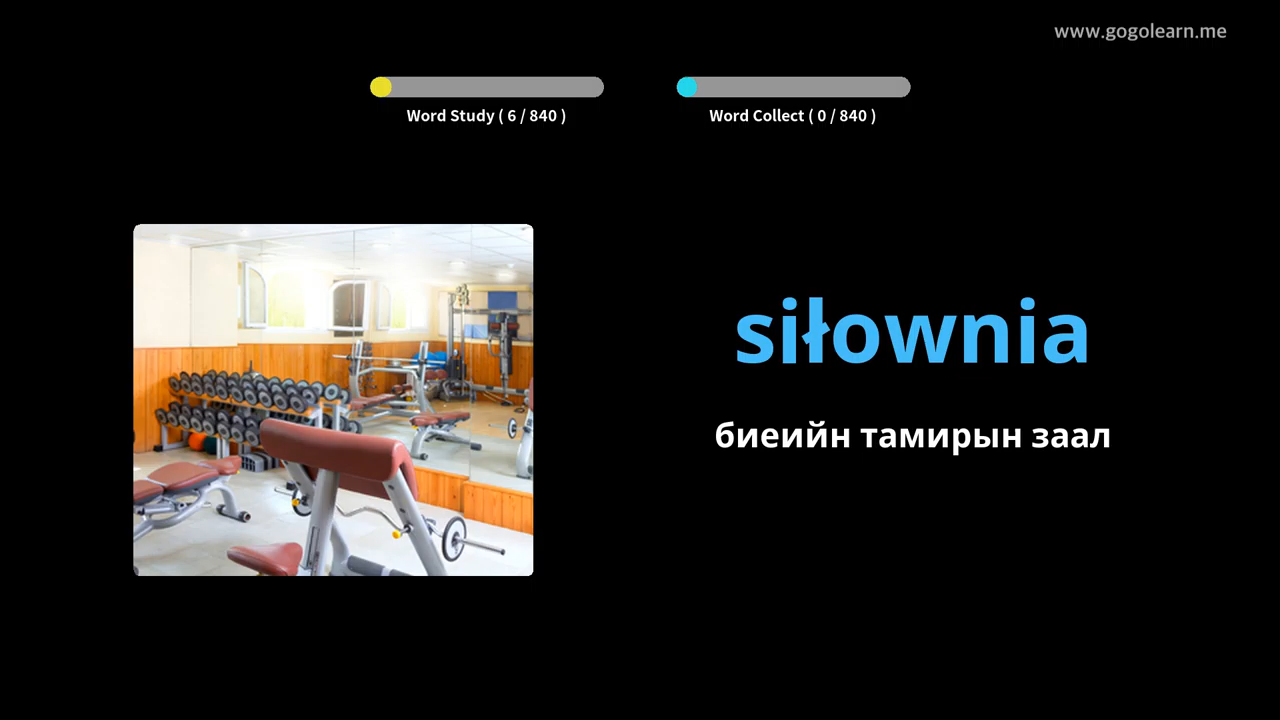 www.gogolearn.me
Word Study ( 6 / 840 )
Word Collect ( 0 / 840 )
siłownia
биеийн тамирын заал